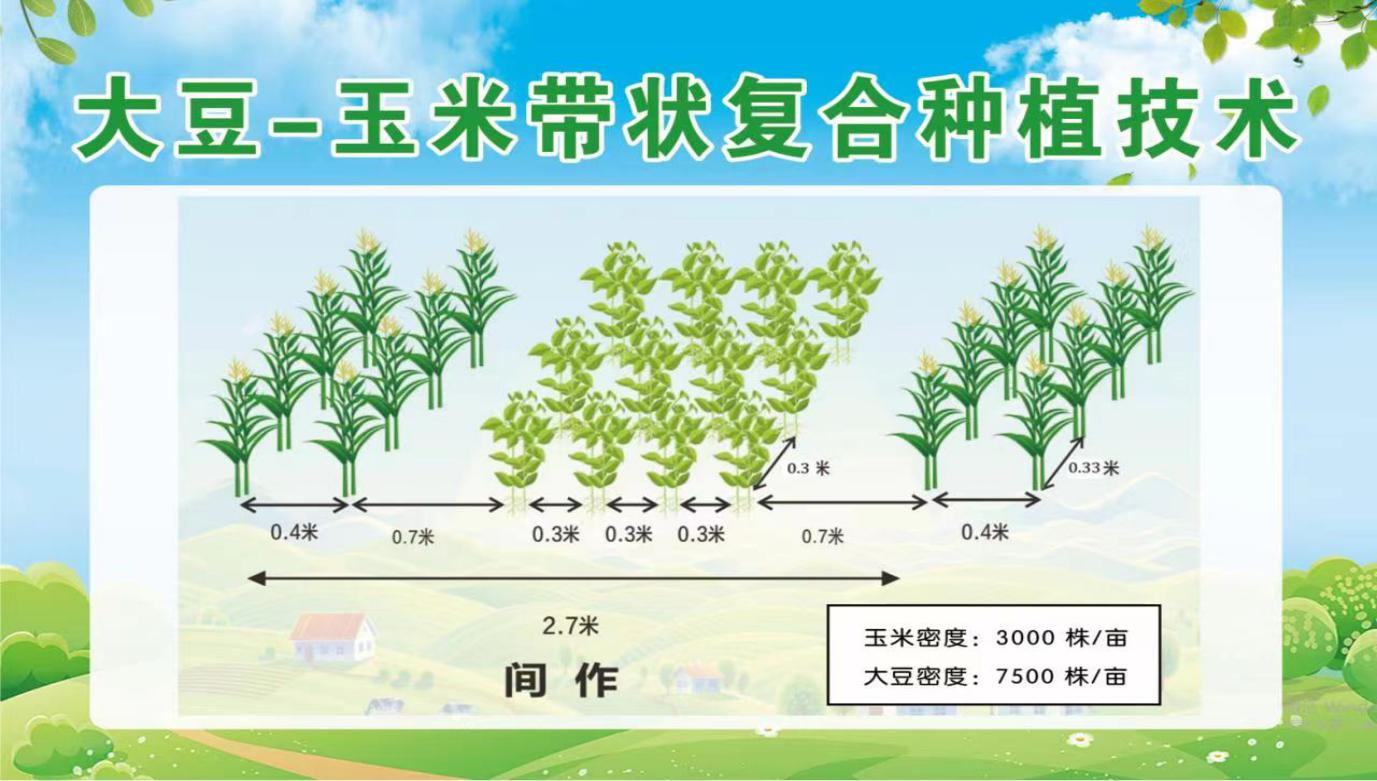 大豆-玉米带状复合种植技术
0.3 米
0.33米
0.4米
0.7米
0.3米
0.3米
0.3米
0.7米
0.4米
2.7米
间 作
玉米密度：3000 株/亩
大豆密度：7500 株/亩